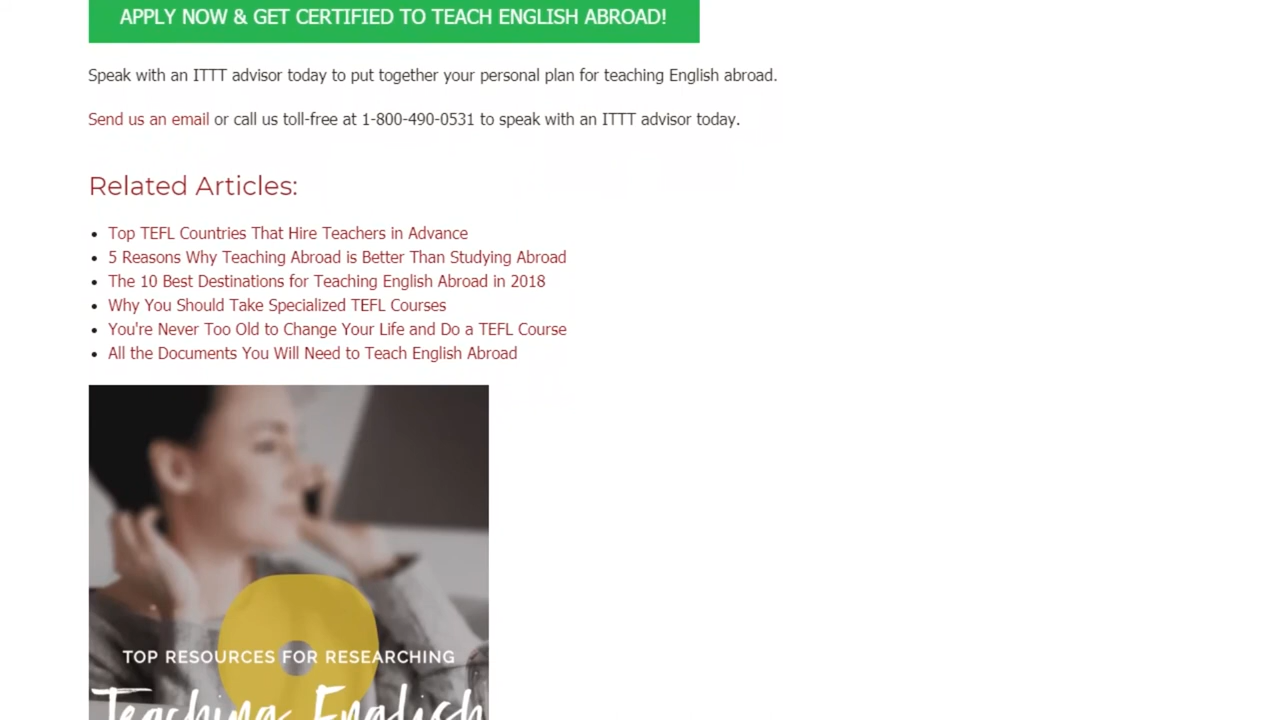 APPLY NOW & GET CERTIFIED TO TEACH ENGLISH ABROAD!
Speak with an ITTT advisor today to put together your personal plan for teaching English abroad.
Send us an email or call us toll-free at 1-800-490-0531 to speak with an ITTT advisor today.
Related Articles:
Top TEFL Countries That Hire Teachers in Advance
5 Reasons Why Teaching Abroad is Better Than Studying Abroad
The 10 Best Destinations for Teaching English Abroad in 2018
Why You Should Take Specialized TEFL Courses
You're Never Too Old to Change Your Life and Do a TEFL Course
All the Documents You Will Need to Teach English Abroad
TOP RESOURCES FOR RESEARCHING
Teaching English